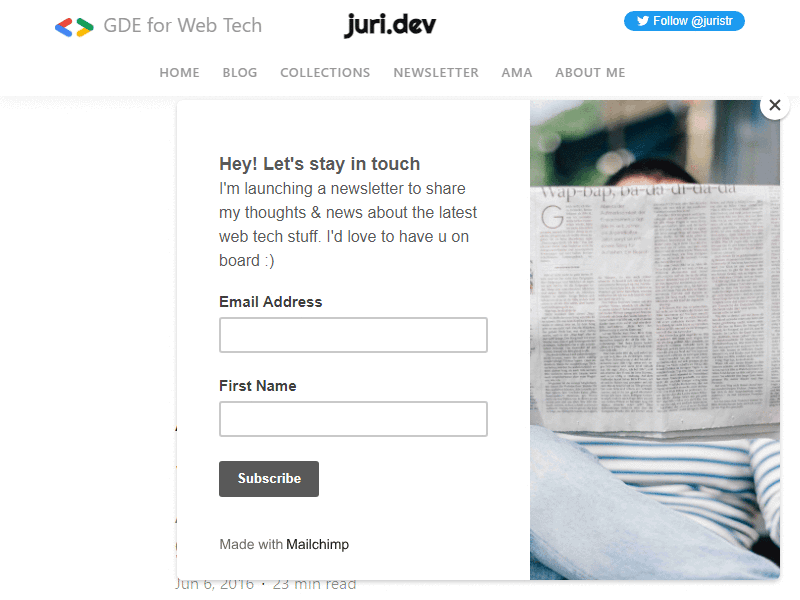 GDE for Web Tech
juri.dev
Follow @juristr
HOME BLOG COLLECTIONS NEWSLETTER AMA ABOUT ME
Hey! Let's stay in touch
I'm launching a newsletter to share
my thoughts & news about the latest
web tech stuff. I'd love to have u on
board :)
Email Address
First Name
Subscribe
Made with Mailchimp
Wap-bap, ba-da di-da-da
G
Jun 6, 2016 · 23 min read